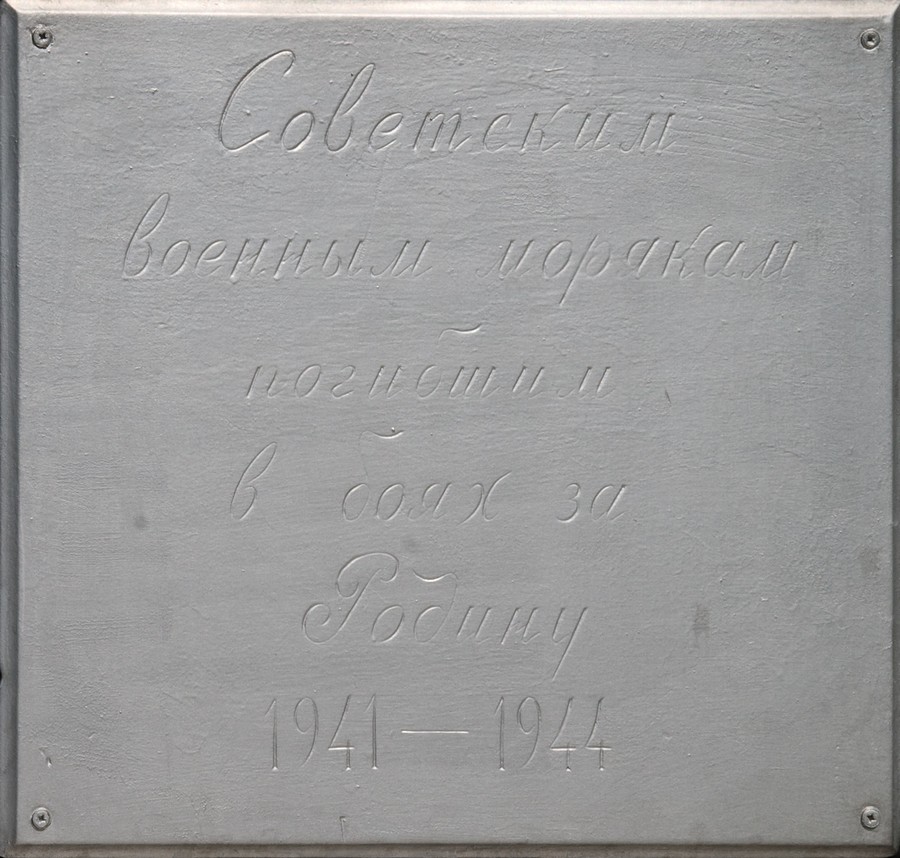 Советским
военным морякам
погибшим
в боях за
Родину
1941 — 1944